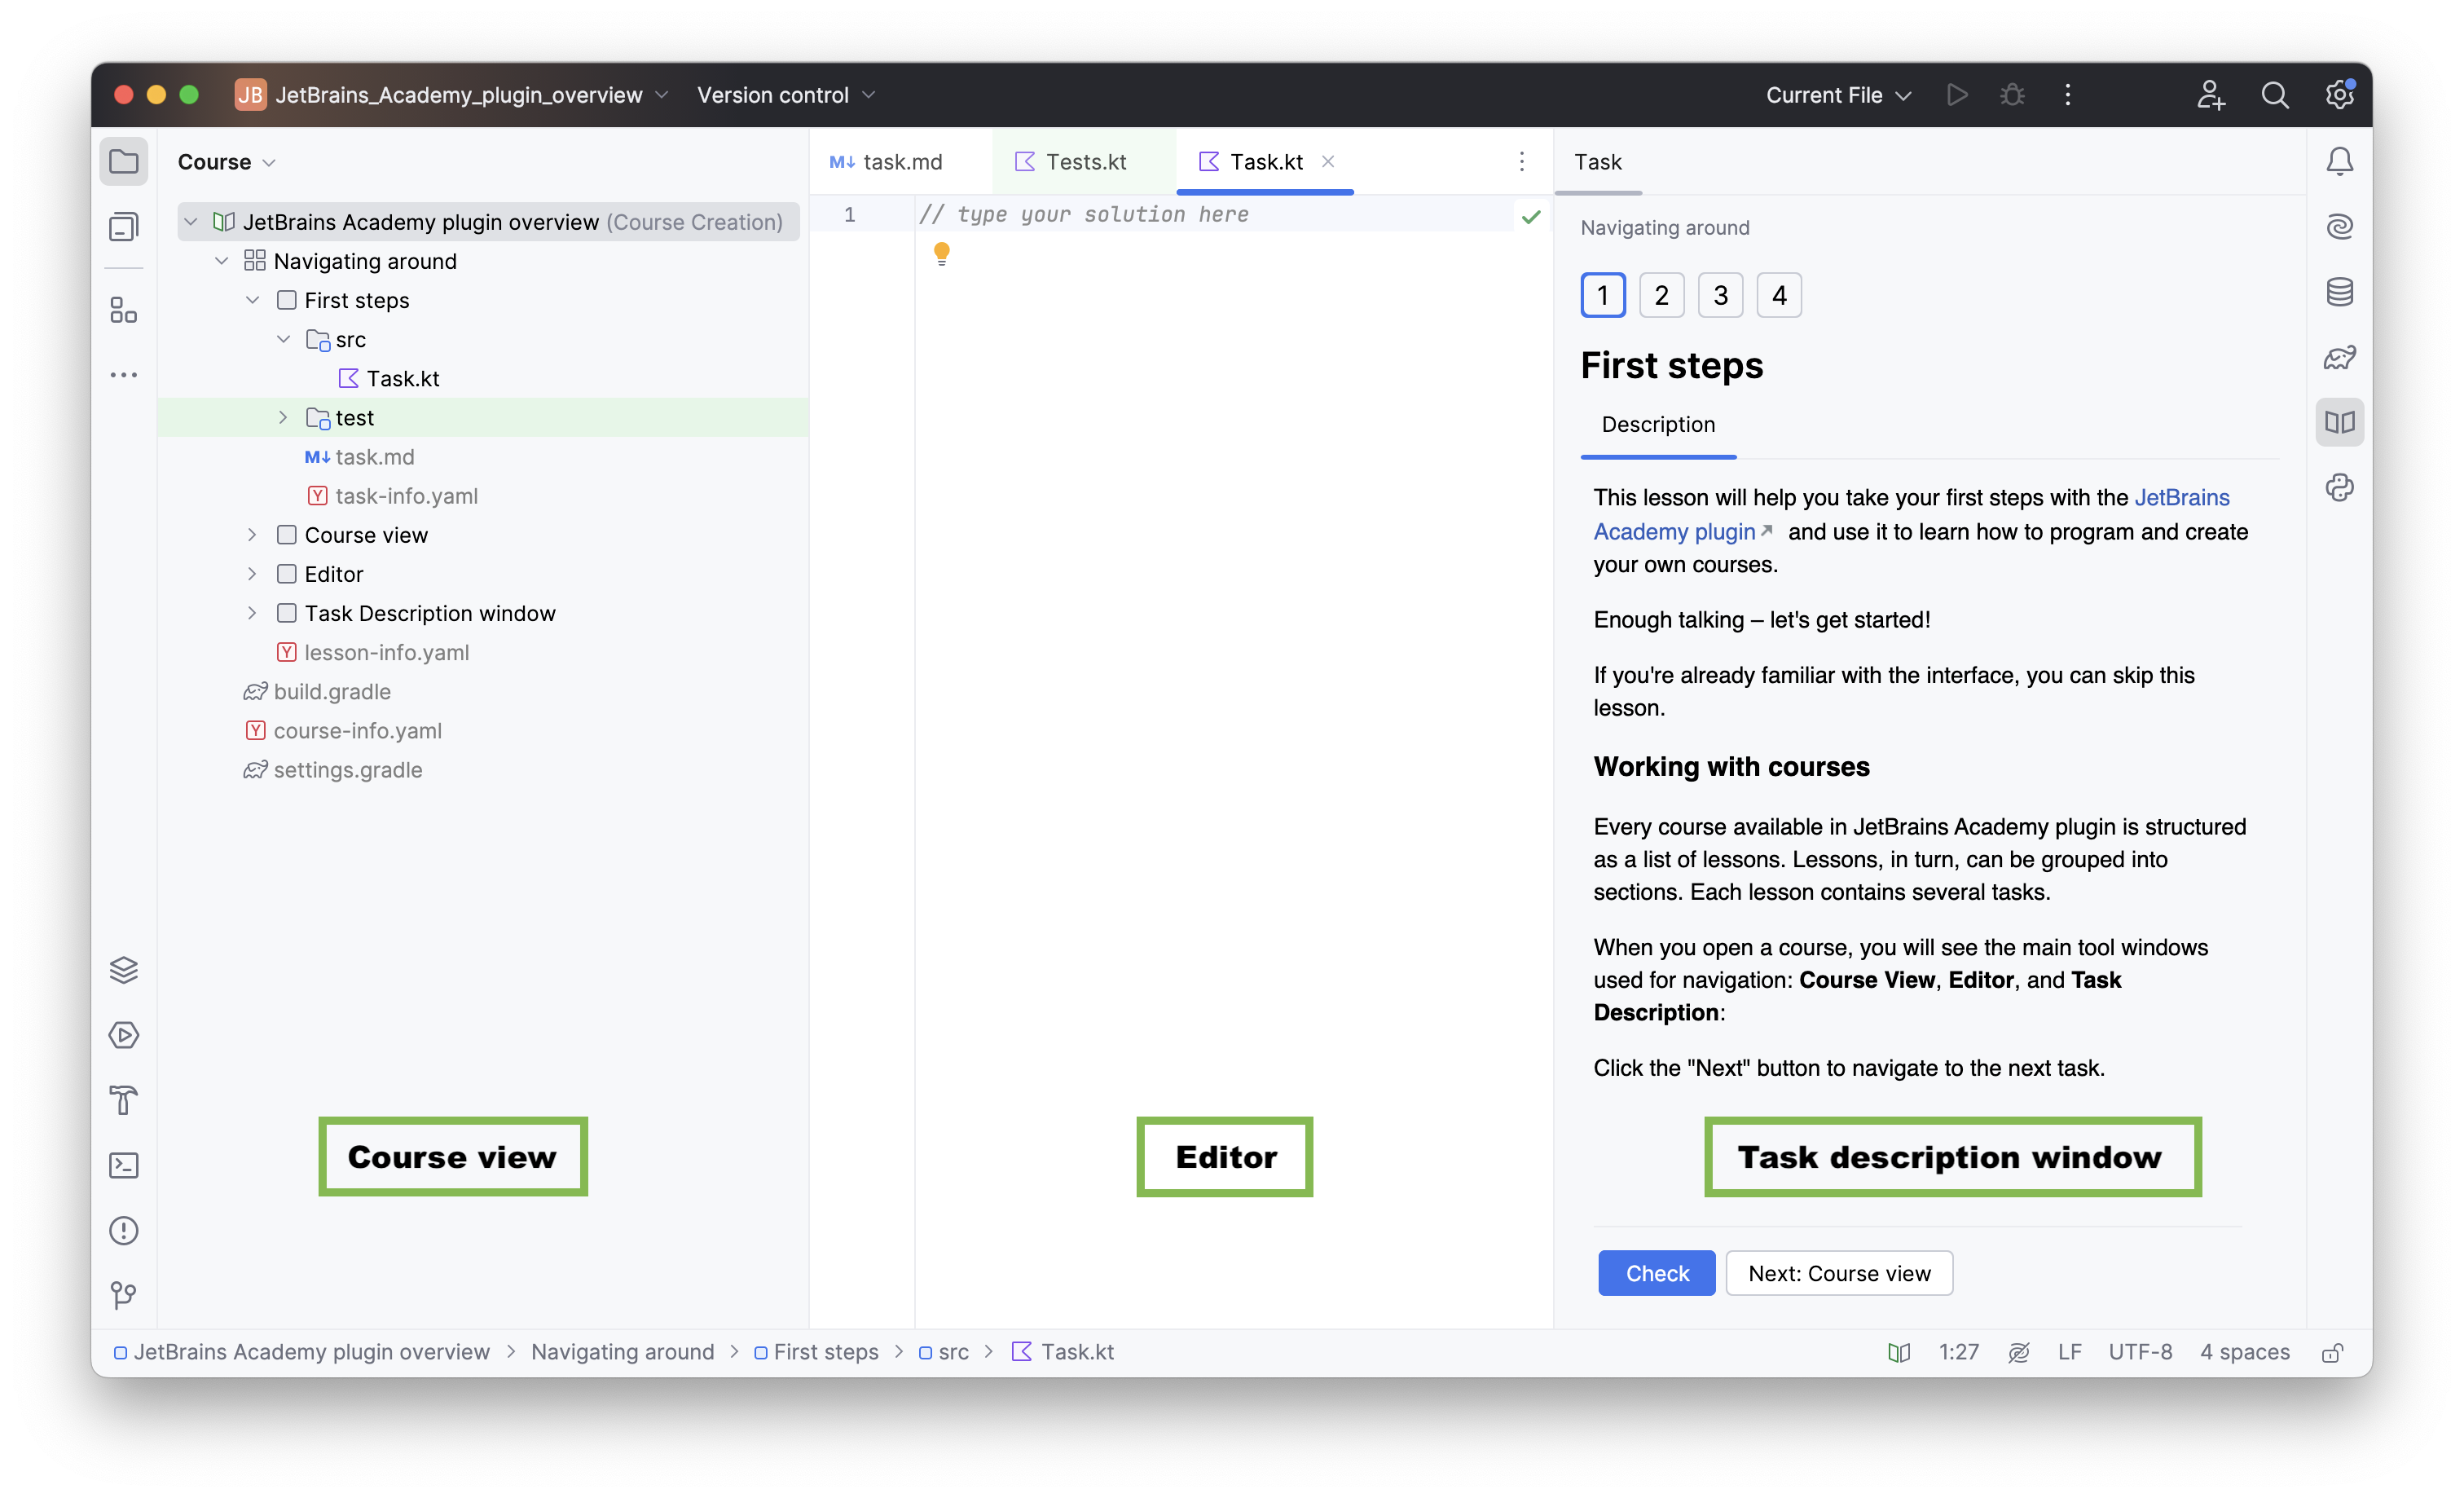 JB JetBrains_Academy_plugin_overview Version control Current File
Course
JetBrains Academy plugin overview (Course Creation)
Navigating around
First steps
src
Task.kt
test
M↓ task.md
Y task-info.yaml
Course view
Editor
Task Description window
Y lesson-info.yaml
build.gradle
Y course-info.yaml
settings.gradle
Course view
M↓ task.md Tests.kt Task.kt
1 // type your solution here
Editor
Task
Navigating around
1 2 3 4
First steps
Description
This lesson will help you take your first steps with the JetBrains
Academy plugin↗ and use it to learn how to program and create
your own courses.
Enough talking – let's get started!
If you're already familiar with the interface, you can skip this
lesson.
Working with courses
Every course available in JetBrains Academy plugin is structured
as a list of lessons. Lessons, in turn, can be grouped into
sections. Each lesson contains several tasks.
When you open a course, you will see the main tool windows
used for navigation: Course View, Editor, and Task
Description:
Click the "Next" button to navigate to the next task.
Task description window
Check Next: Course view
JetBrains Academy plugin overview > Navigating around > First steps > src > Task.kt 1:27 LF UTF-8 4 spaces